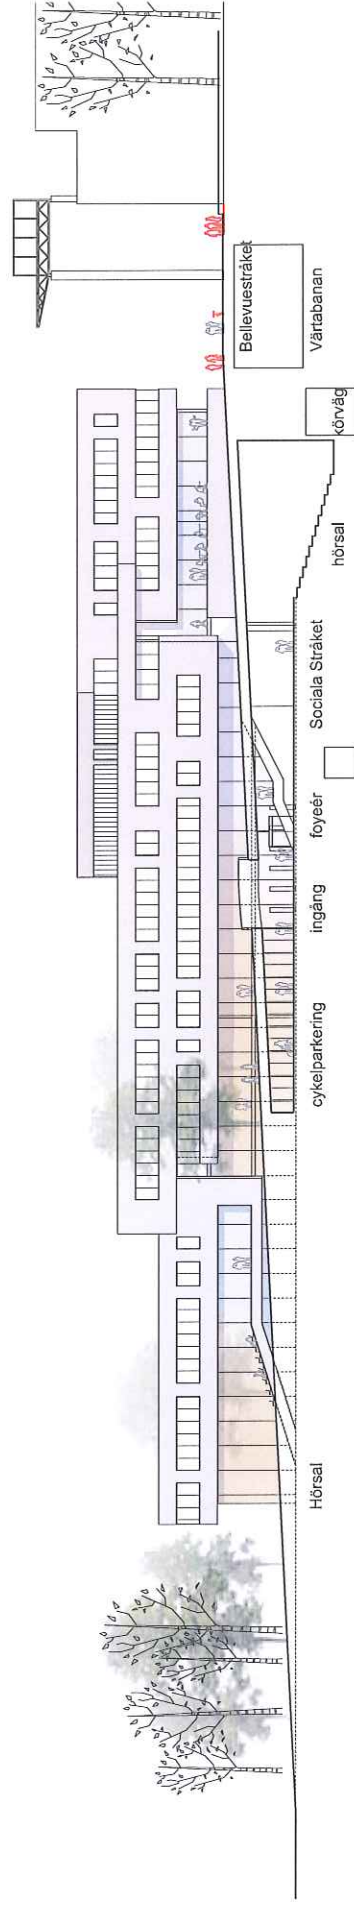 Hörsal
cykelparkering
ingång
foyeér
Sociala Stråket
hörsal
körväg
Bellevuestråket
Värtabanan